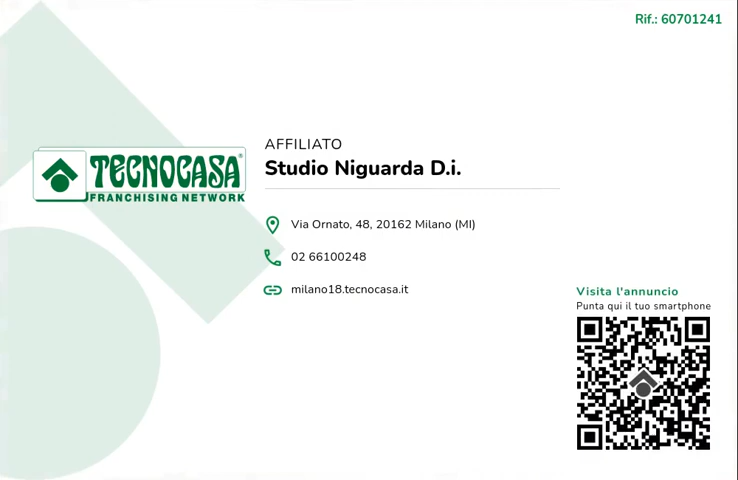 Rif.: 60701241
AFFILIATO
Studio Niguarda D.i.
TECNOCASA®
FRANCHISING NETWORK
Via Ornato, 48, 20162 Milano (MI)
02 66100248
milano18.tecnocasa.it
Visita l'annuncio
Punta qui il tuo smartphone